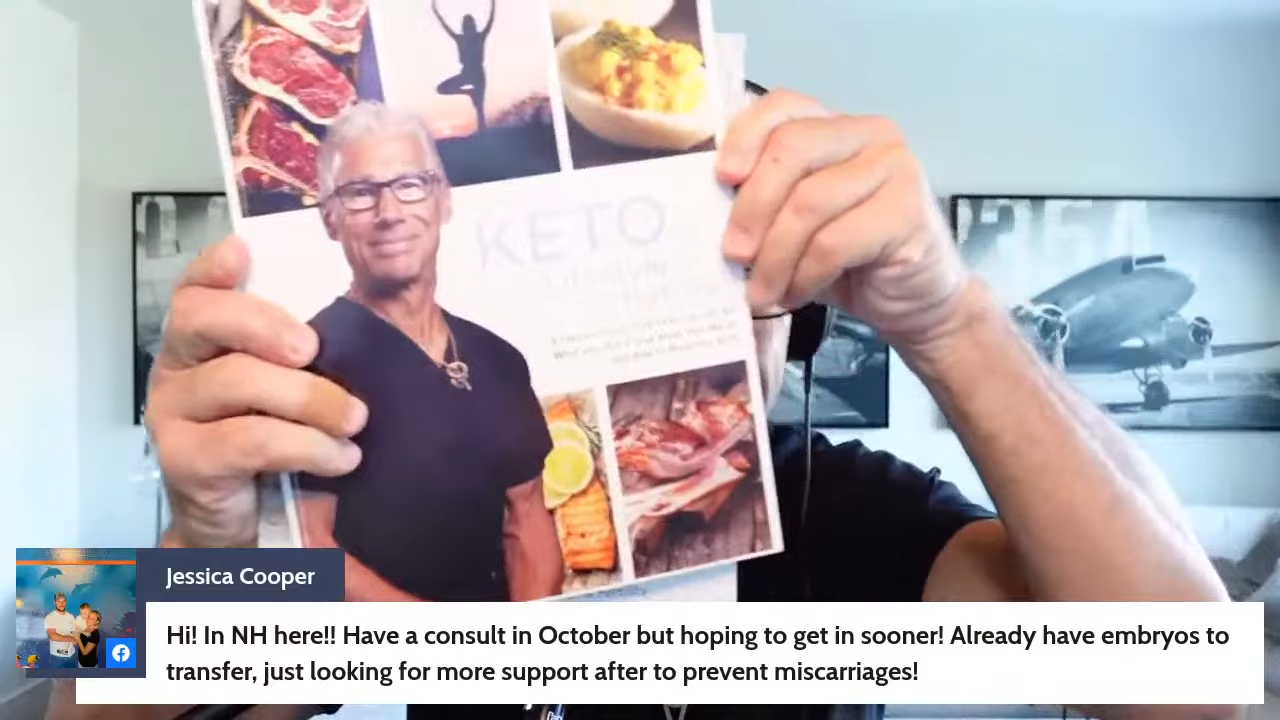 KETO
Lifestyle
Jessica Cooper
Hi! In NH here!! Have a consult in October but hoping to get in sooner! Already have embryos to
transfer, just looking for more support after to prevent miscarriages!